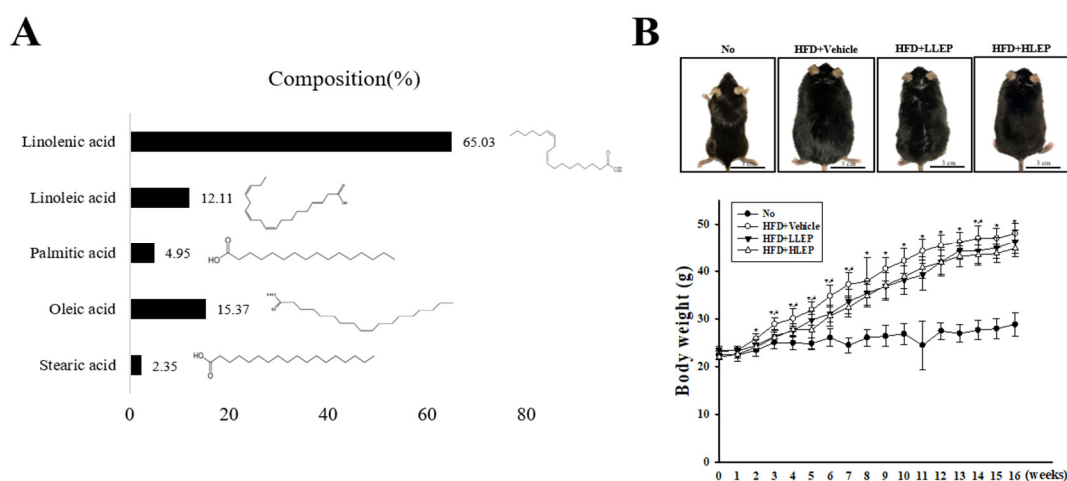 A
Composition(%)
Linolenic acid
65.03
Linoleic acid
12.11
Palmitic acid
4.95
Oleic acid
15.37
Stearic acid
2.35
0 20 40 60 80
B
No HFD+Vehicle HFD+LLEP HFD+HLEP
3 cm 3 cm 3 cm 3 cm
No
HFD+Vehicle
HFD+LLEP
HFD+HLEP
Body weight (g)
50
40
30
20
10
0
0 1 2 3 4 5 6 7 8 9 10 11 12 13 14 15 16 (weeks)